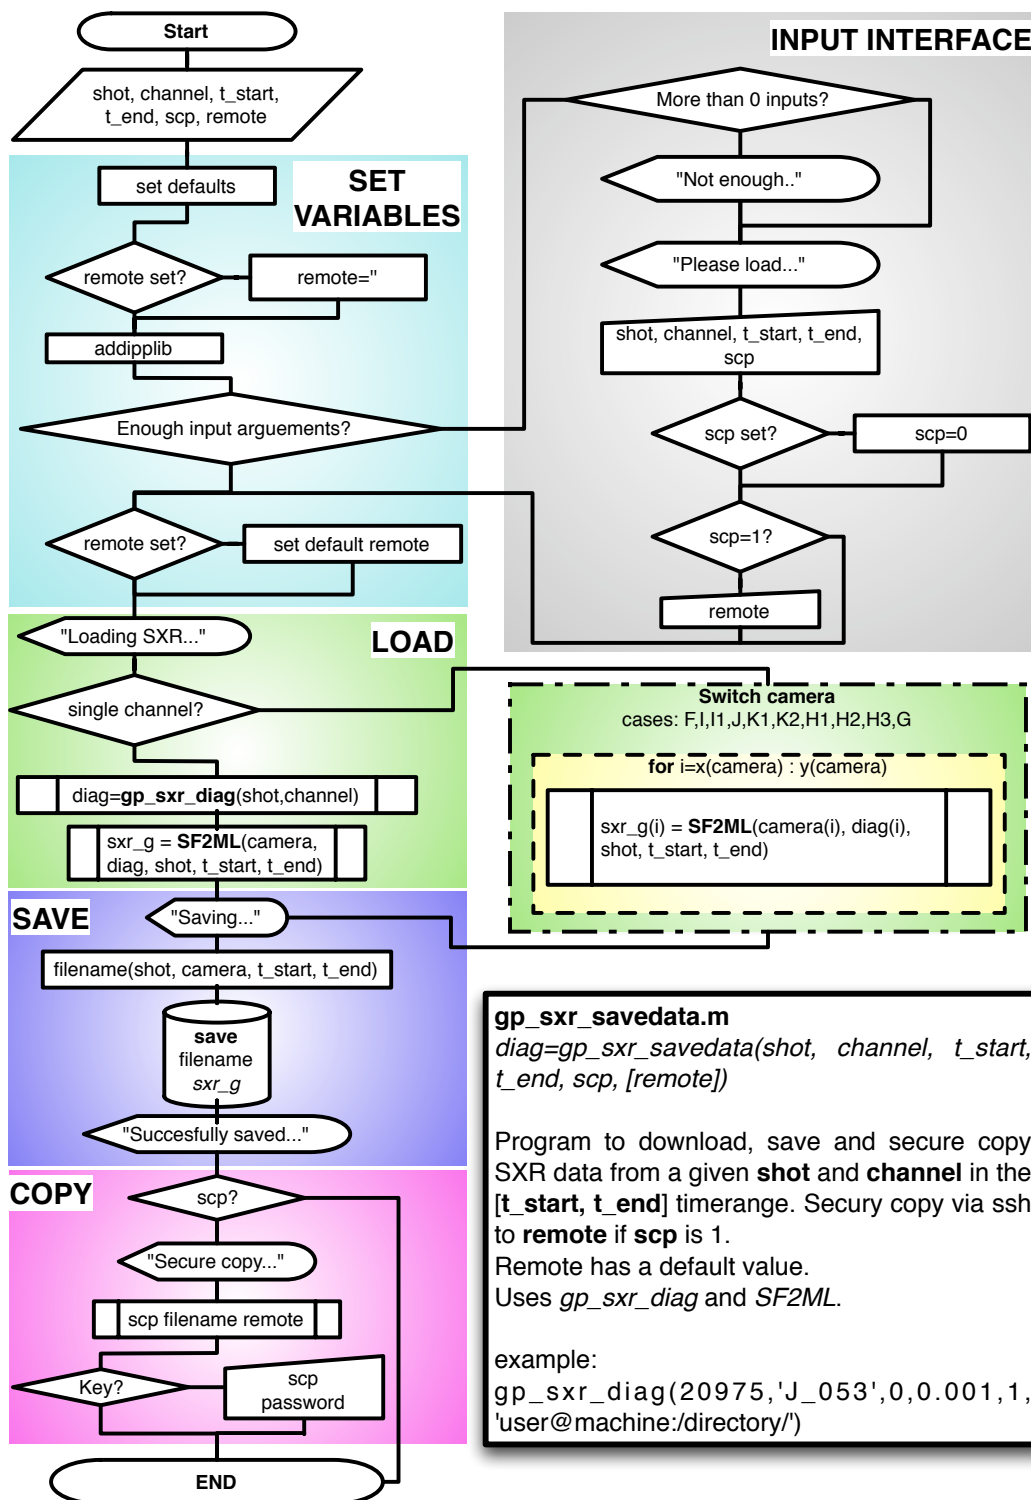 Start
shot, channel, t_start,
t_end, scp, remote
SET
VARIABLES
set defaults
remote set?
remote=''
addipplib
Enough input arguements?
remote set?
set default remote
INPUT INTERFACE
More than 0 inputs?
"Not enough.."
"Please load..."
shot, channel, t_start, t_end,
scp
scp set?
scp=0
scp=1?
remote
LOAD
"Loading SXR..."
single channel?
diag=gp_sxr_diag(shot,channel)
sxr_g = SF2ML(camera,
diag, shot, t_start, t_end)
Switch camera
cases: F,I,I1,J,K1,K2,H1,H2,H3,G
for i=x(camera) : y(camera)
sxr_g(i) = SF2ML(camera(i), diag(i),
shot, t_start, t_end)
SAVE
"Saving..."
filename(shot, camera, t_start, t_end)
save
filename
sxr_g
"Succesfully saved..."
COPY
scp?
"Secure copy..."
scp filename remote
Key?
scp
password
END
gp_sxr_savedata.m
diag=gp_sxr_savedata(shot, channel, t_start,
t_end, scp, [remote])
Program to download, save and secure copy
SXR data from a given shot and channel in the
[t_start, t_end] timerange. Secury copy via ssh
to remote if scp is 1.
Remote has a default value.
Uses gp_sxr_diag and SF2ML.
example:
gp_sxr_diag(20975,'J_053',0,0.001,1,
'user@machine:/directory/')